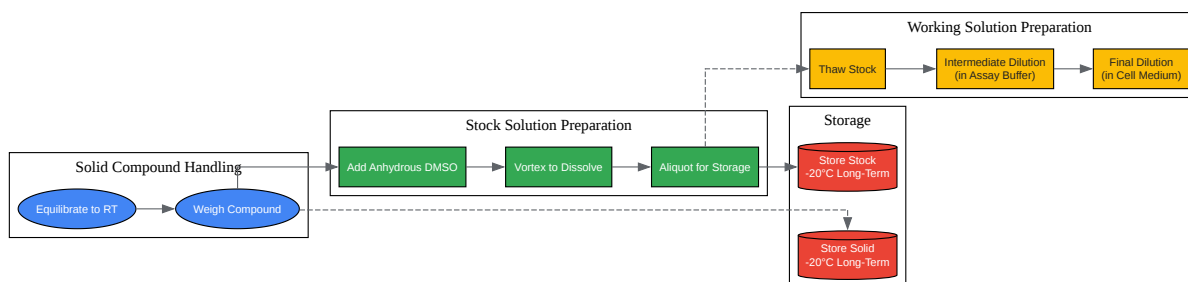 Working Solution Preparation
Thaw Stock
Intermediate Dilution
(in Assay Buffer)
Final Dilution
(in Cell Medium)
Stock Solution Preparation
Add Anhydrous DMSO
Vortex to Dissolve
Aliquot for Storage
Storage
Store Stock
-20°C Long-Term
Store Solid
-20°C Long-Term
Solid Compound Handling
Equilibrate to RT
Weigh Compound